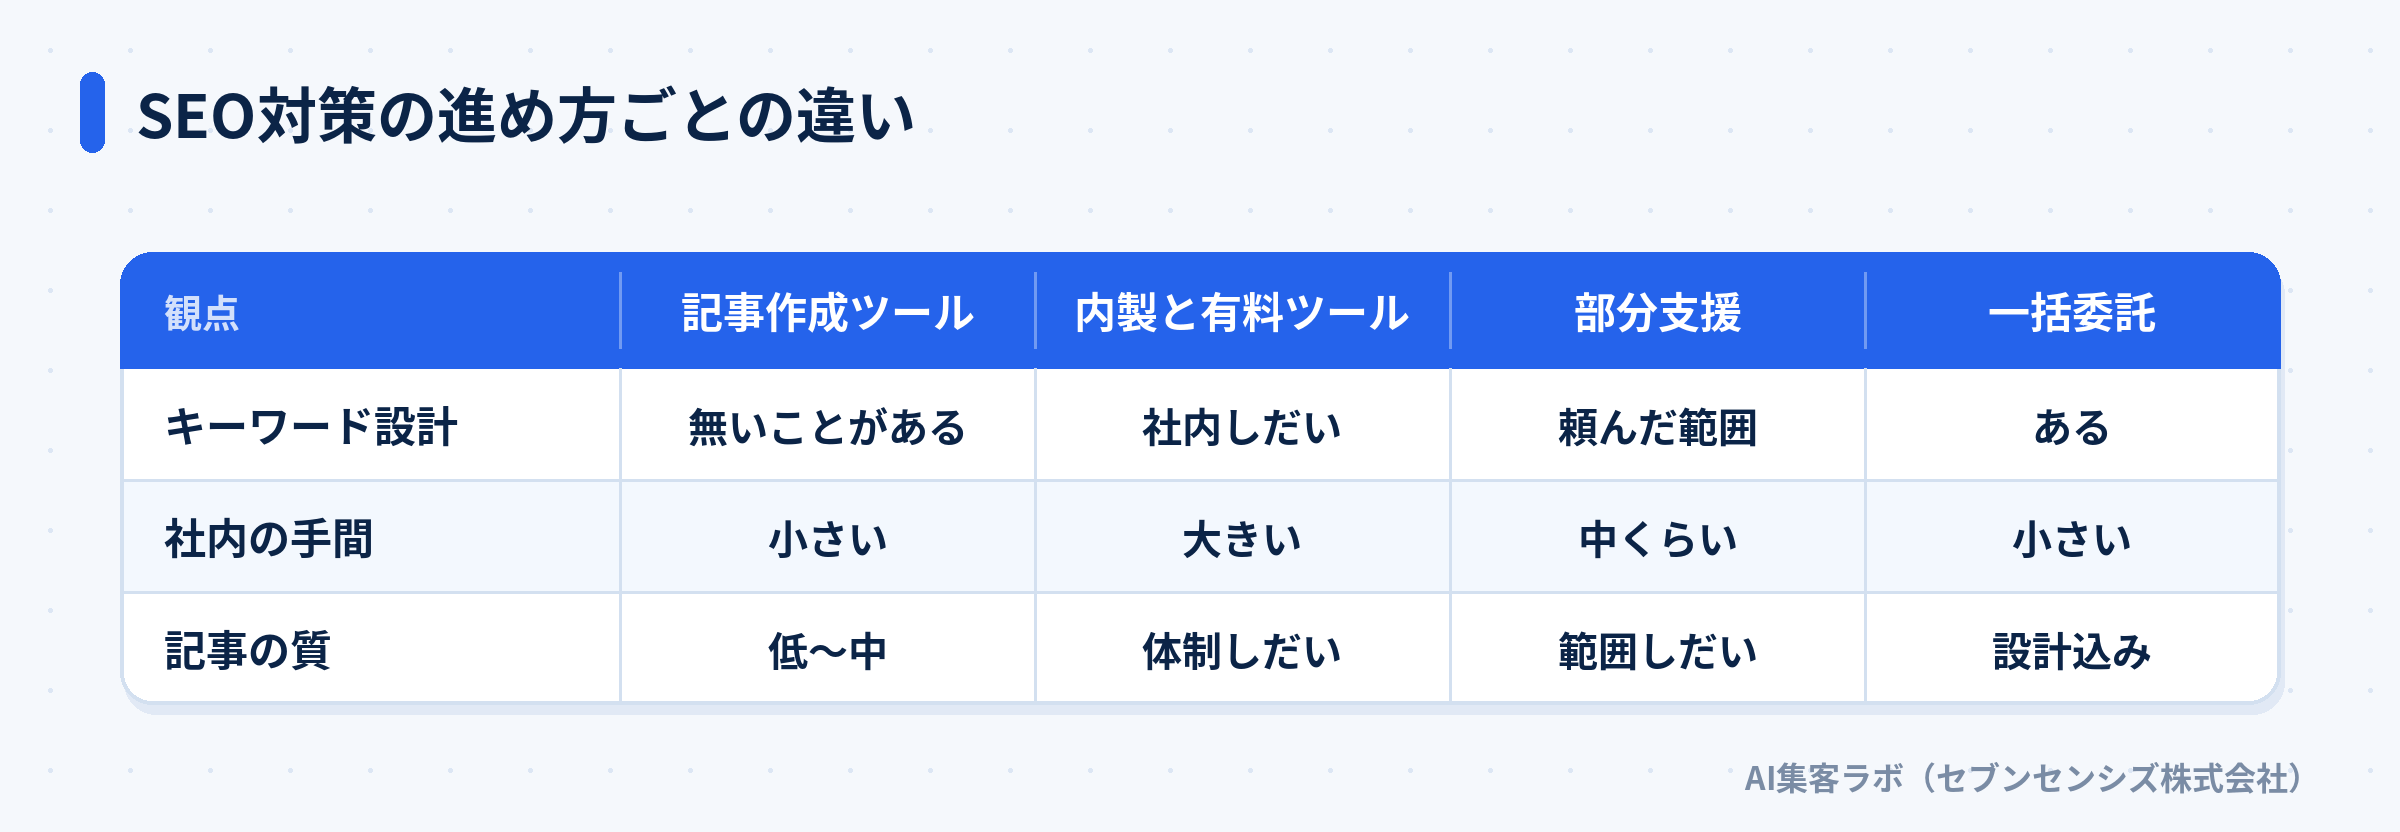 SEO対策の進め方ごとの違い
観点 記事作成ツール 内製と有料ツール 部分支援 一括委託
キーワード設計 無いことがある 社内しだい 頼んだ範囲 ある
社内の手間 小さい 大きい 中くらい 小さい
記事の質 低〜中 体制しだい 範囲しだい 設計込み
AI集客ラボ（セブンセンシズ株式会社）